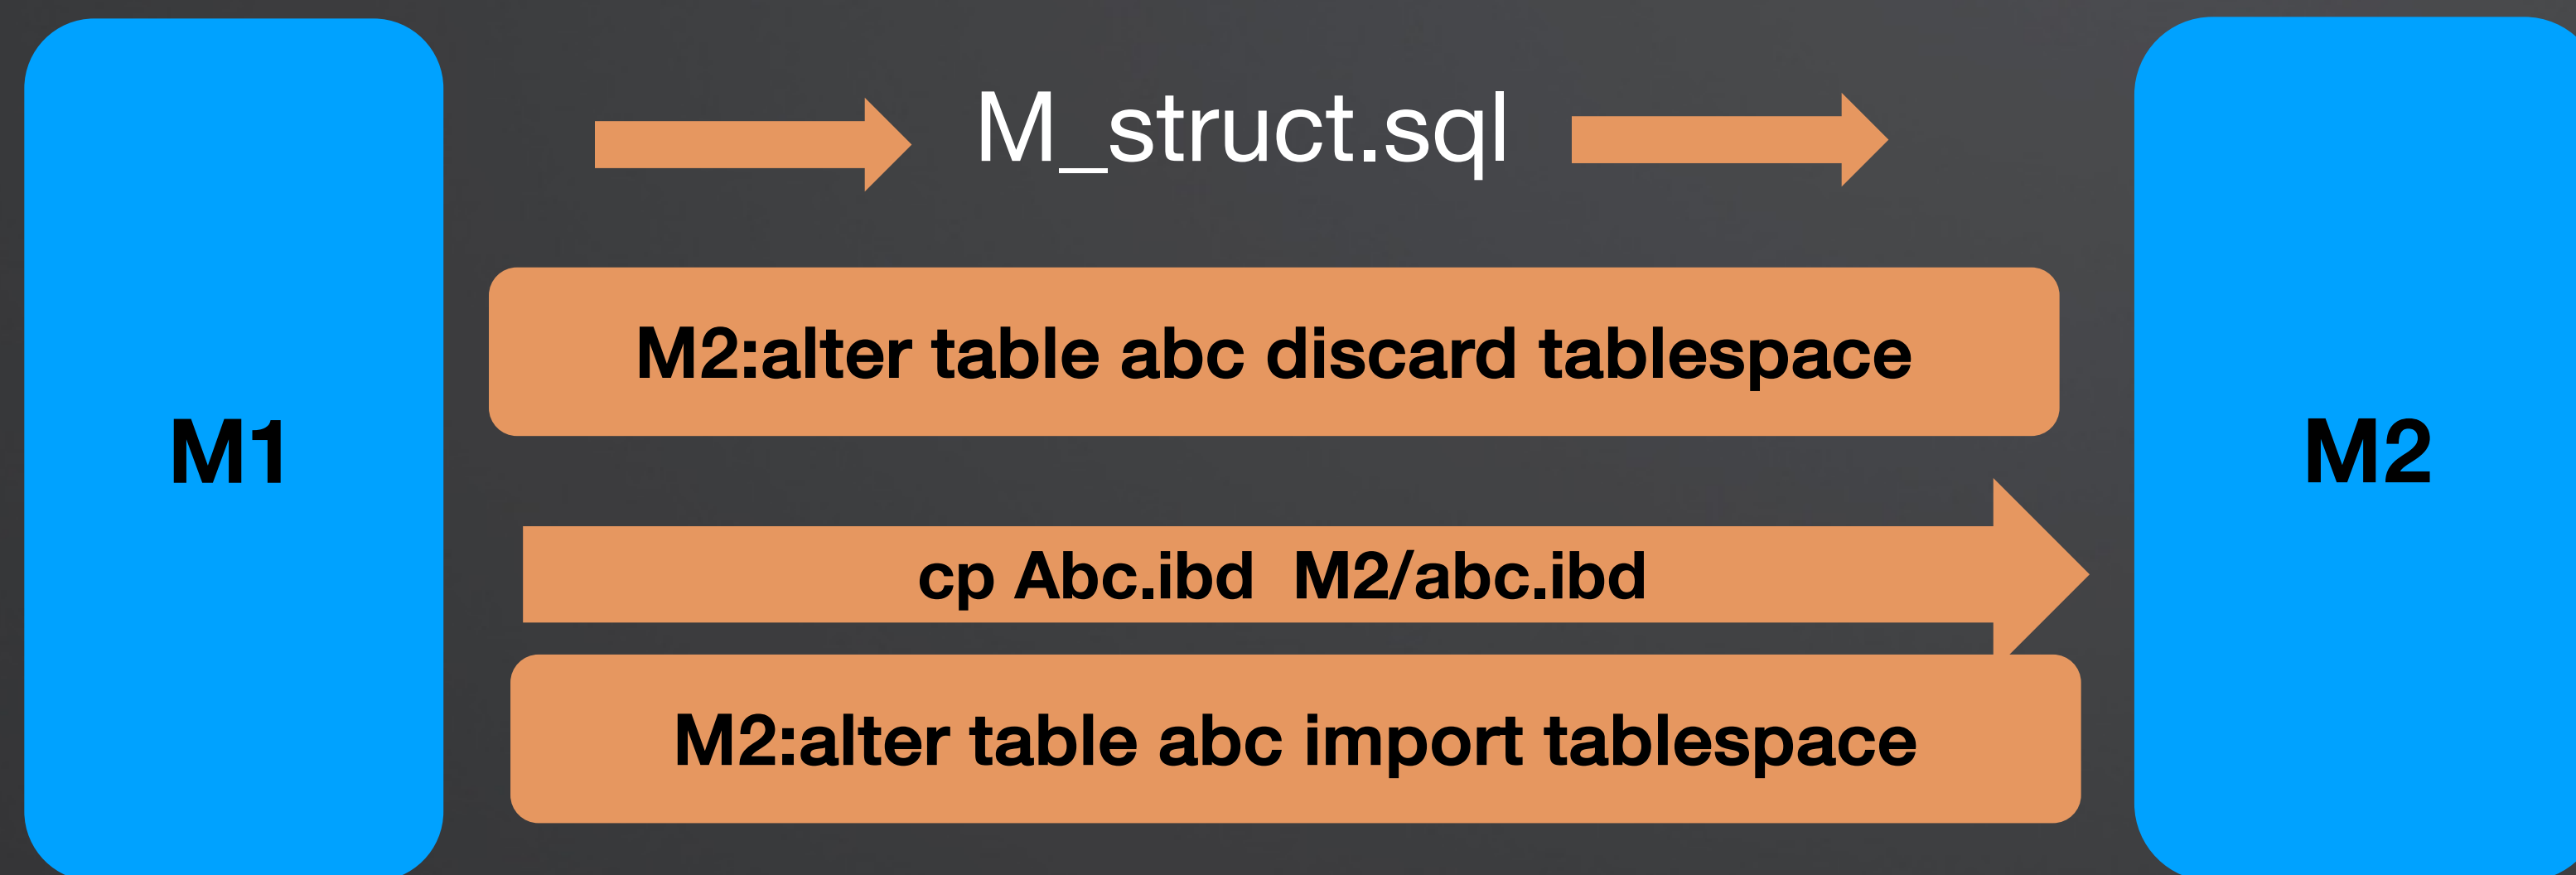 M_struct.sql
M2:alter table abc discard tablespace
M1
M2
cp Abc.ibd  M2/abc.ibd
M2:alter table abc import tablespace